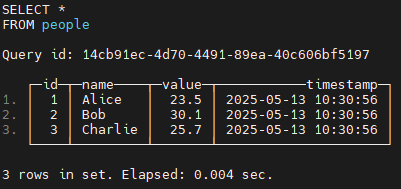 SELECT *
FROM people
Query id: 14cb91ec-4d70-4491-89ea-40c606bf5197
id name value timestamp
1. 1 Alice 23.5 2025-05-13 10:30:56
2. 2 Bob 30.1 2025-05-13 10:30:56
3. 3 Charlie 25.7 2025-05-13 10:30:56
3 rows in set. Elapsed: 0.004 sec.